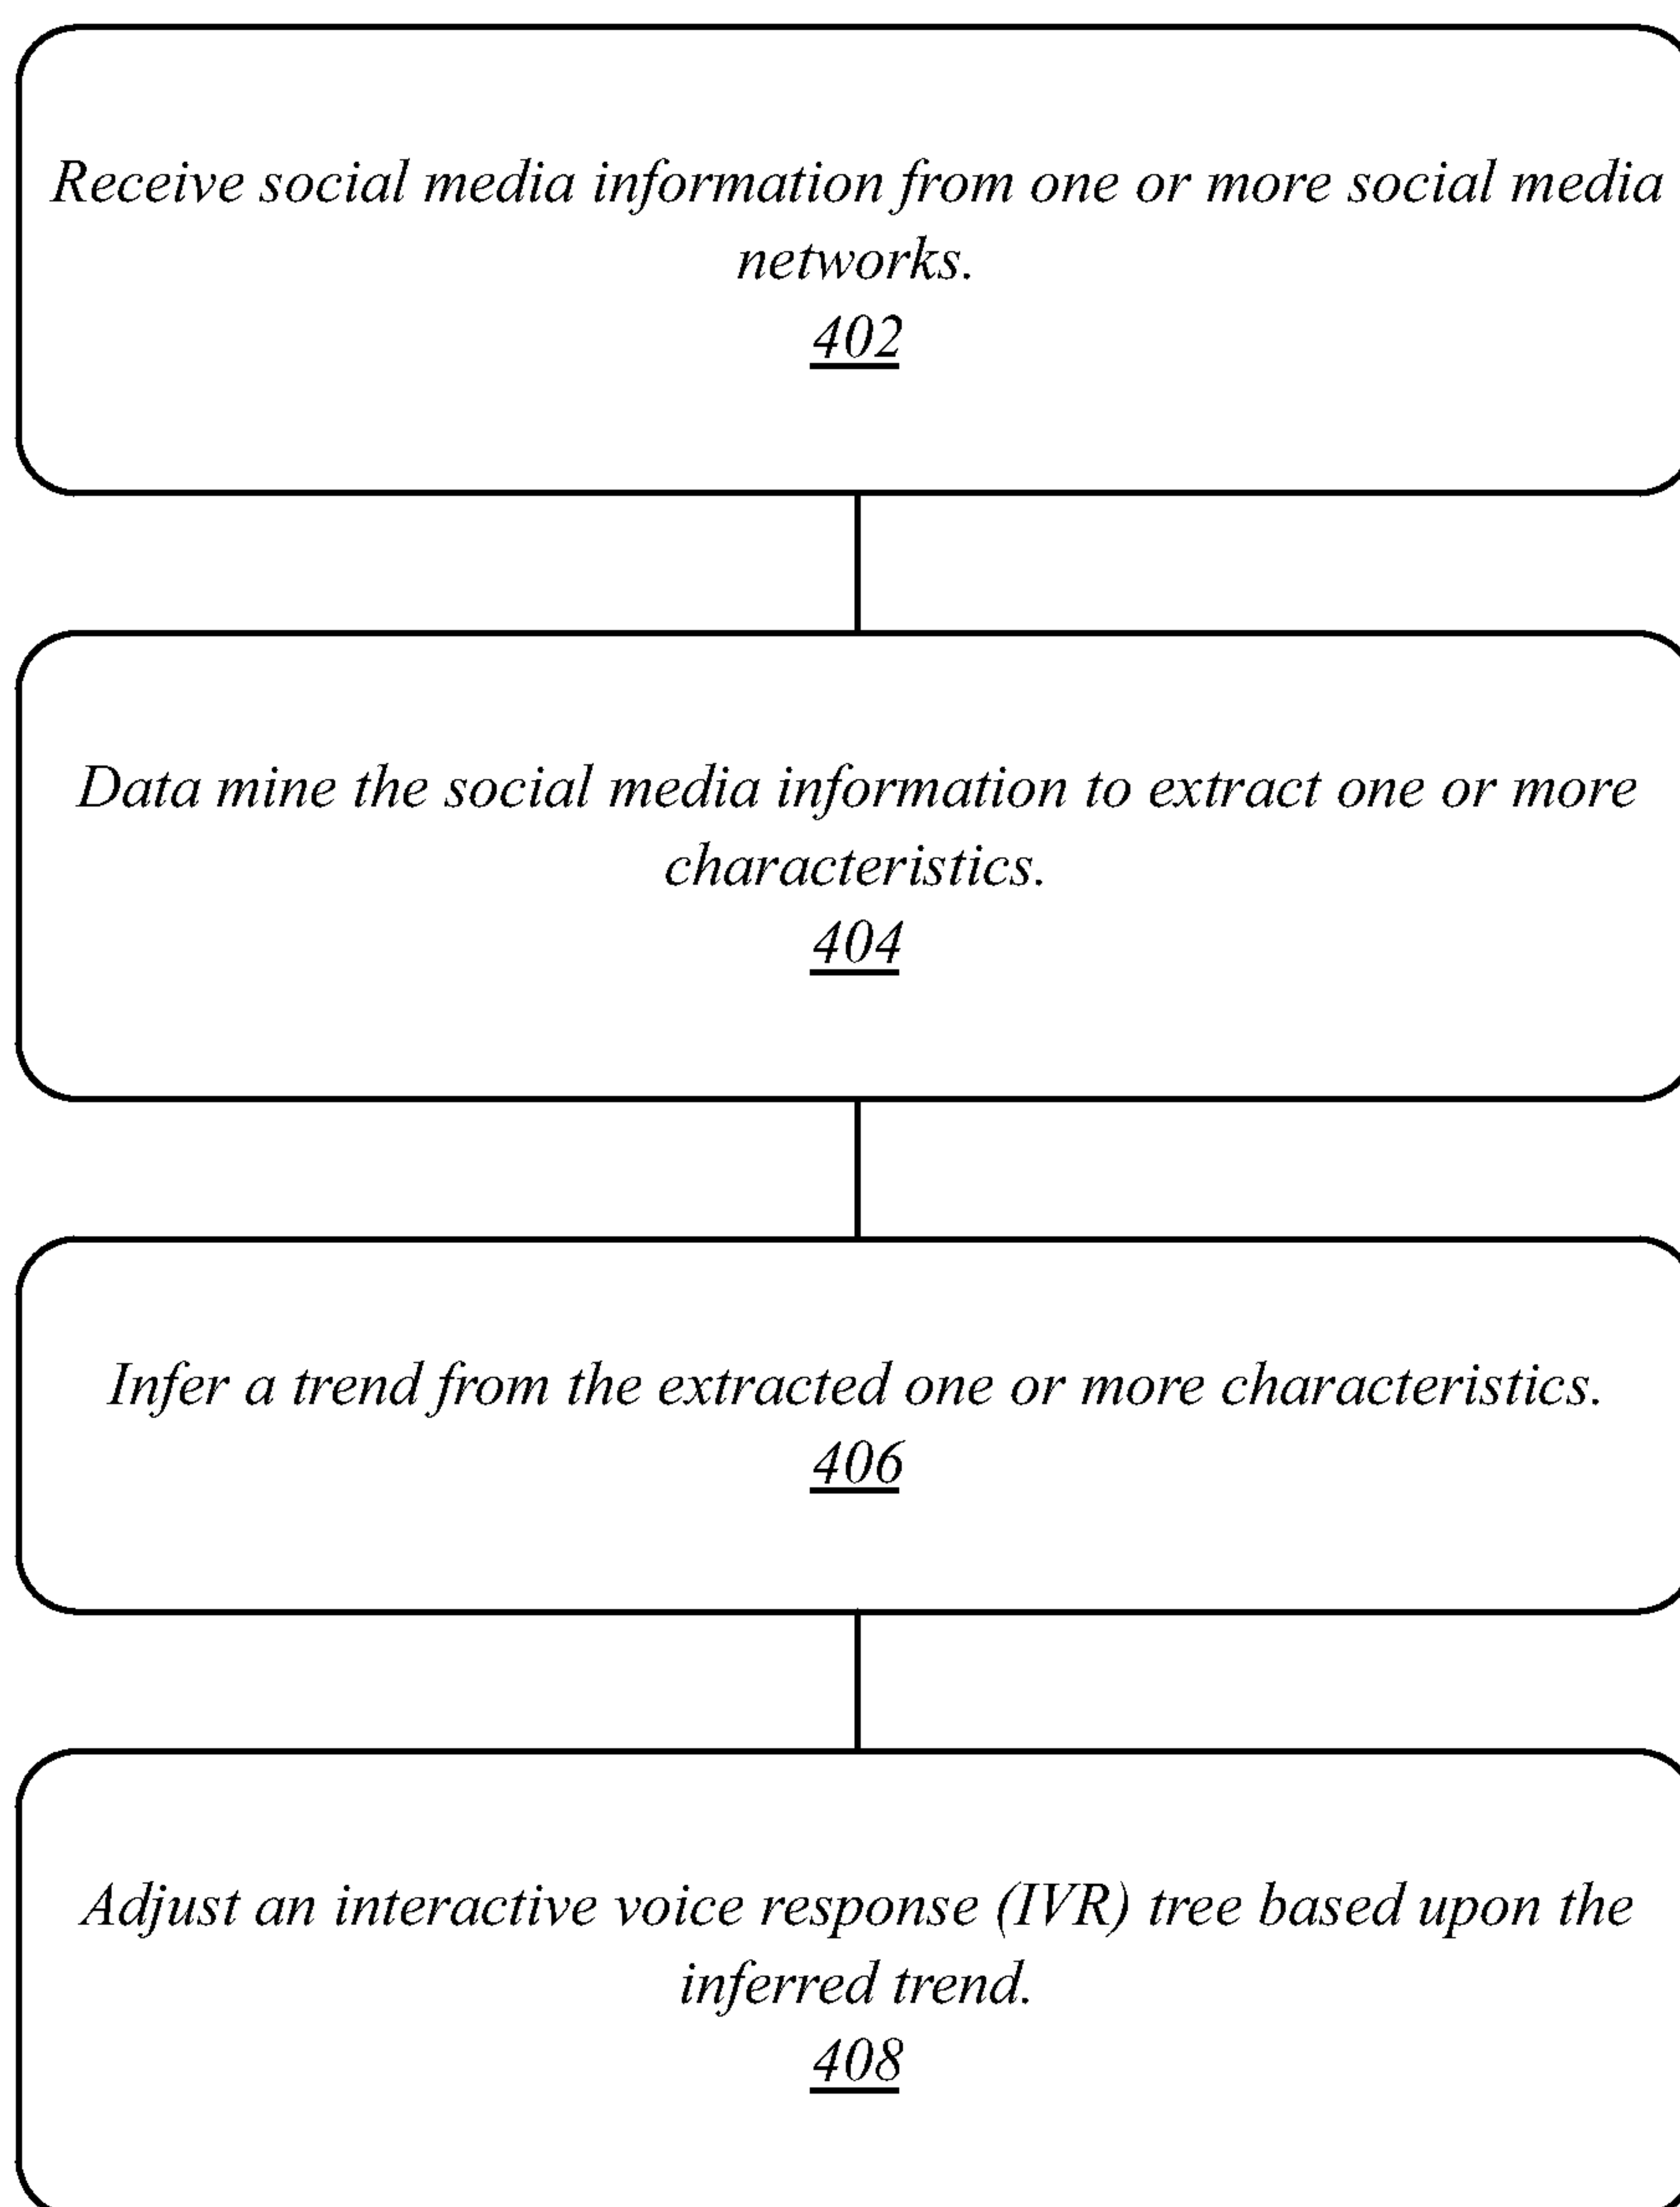 Receive social media information from one or more social media
networks.
402
Data mine the social media information to extract one or more
characteristics.
404
Infer a trend from the extracted one or more characteristics.
406
Adjust an interactive voice response (IVR) tree based upon the
inferred trend.
408